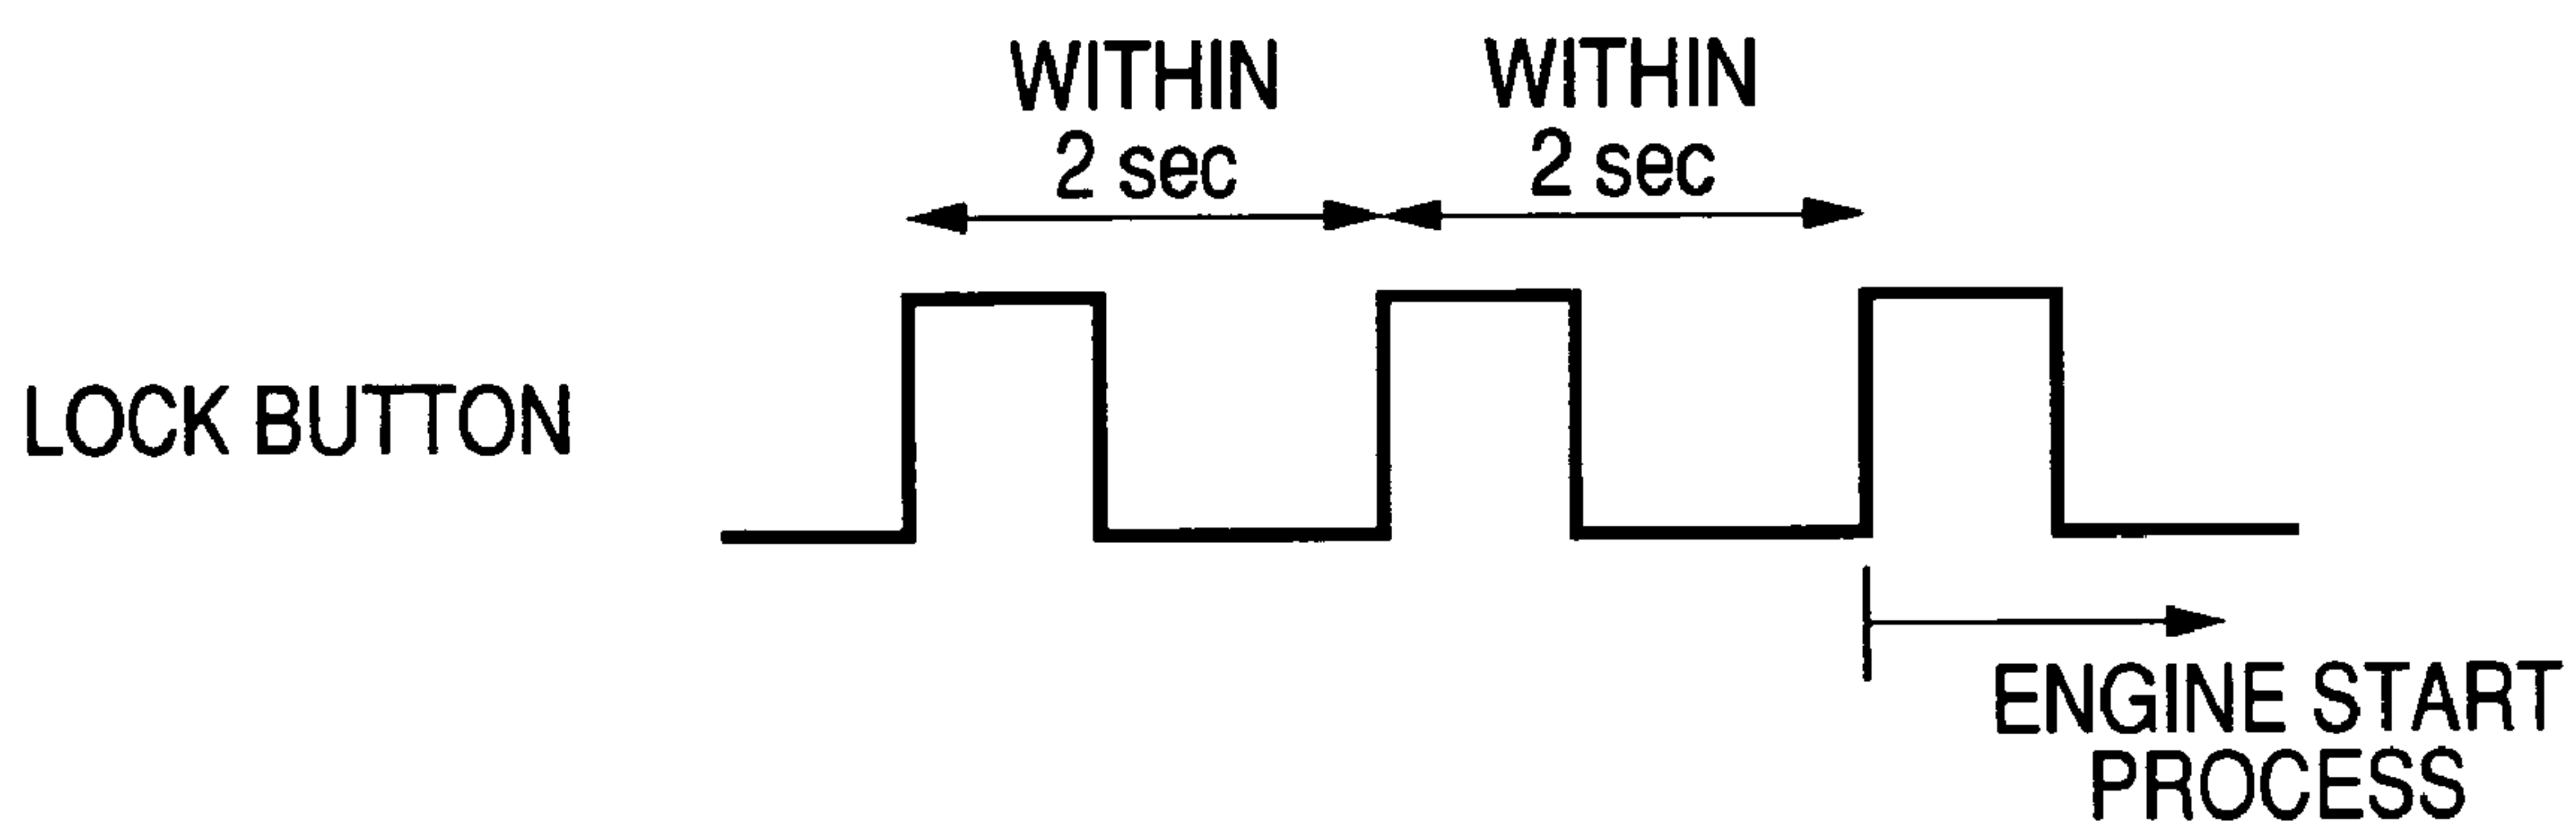 WITHIN
2 sec
WITHIN
2 sec
LOCK BUTTON
ENGINE START
PROCESS